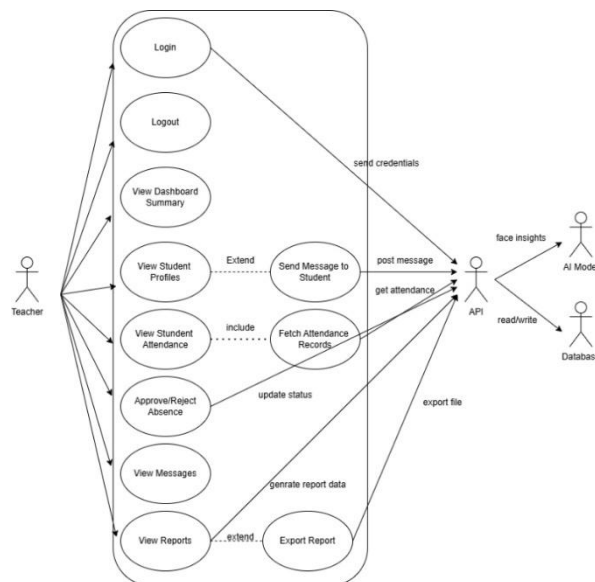 Login
Logout
send credentials
View Dashboard
Summary
face insights
AI Model
View Student
Profiles
Extend
Send Message to
Student
post message
get attendance
Teacher
API
View Stundent
Attendance
include
Fetch Attendance
Records
read/write
Database
Approve/Reject
Absence
update status
export file
View Messages
genrate report data
View Reports
extend
Export Report